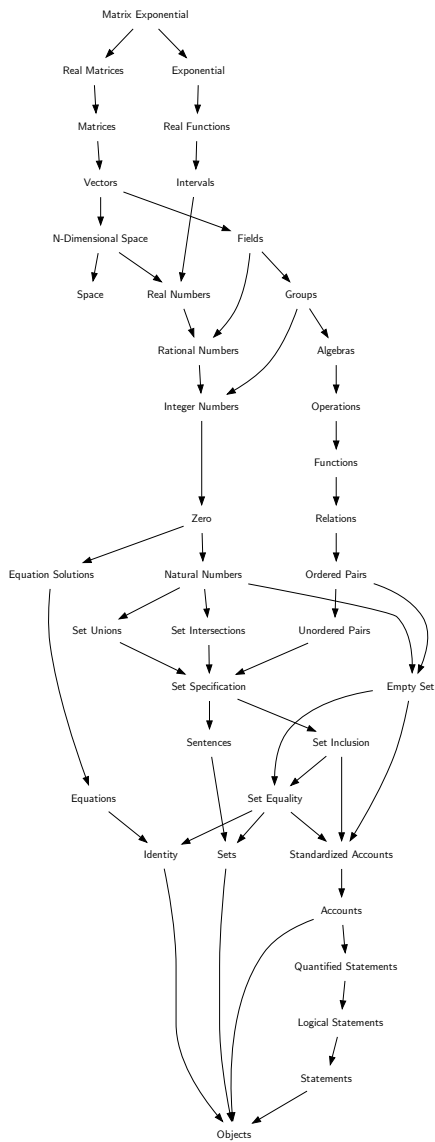 Matrix Exponential
Real Matrices Exponential
Matrices Real Functions
Vectors Intervals
N-Dimensional Space Fields
Space Real Numbers Groups
Rational Numbers Algebras
Integer Numbers Operations
Functions
Zero Relations
Equation Solutions Natural Numbers Ordered Pairs
Set Unions Set Intersections Unordered Pairs
Set Specification Empty Set
Sentences Set Inclusion
Equations Set Equality
Identity Sets Standardized Accounts
Accounts
Quantified Statements
Logical Statements
Statements
Objects